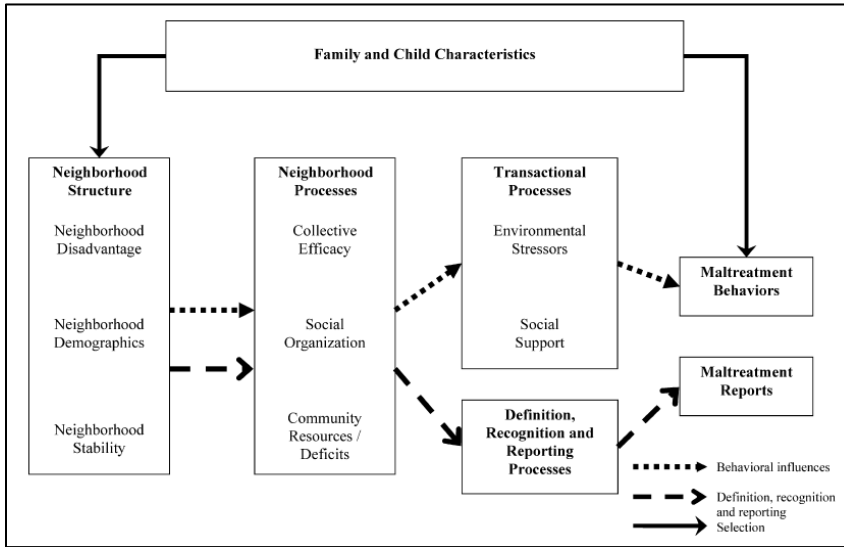 Family and Child Characteristics
Neighborhood
Structure
Neighborhood
Disadvantage
Neighborhood
Demographics
Neighborhood
Stability
Neighborhood
Processes
Collective
Efficacy
Social
Organization
Community
Resources /
Deficits
Transactional
Processes
Environmental
Stressors
Social
Support
Definition,
Recognition and
Reporting
Processes
Maltreatment
Behaviors
Maltreatment
Reports
Behavioral influences
Definition, recognition
and reporting
Selection